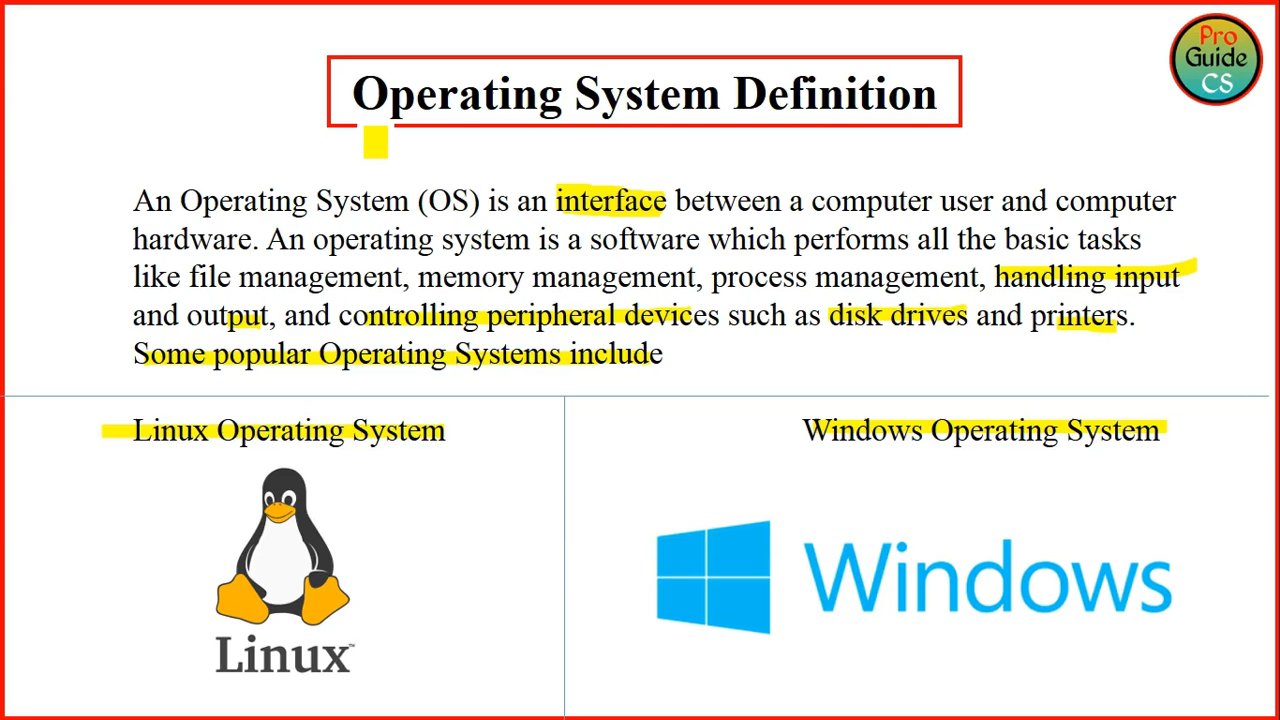 Pro
Guide
CS
Operating System Definition
An Operating System (OS) is an interface between a computer user and computer
hardware. An operating system is a software which performs all the basic tasks
like file management, memory management, process management, handling input
and output, and controlling peripheral devices such as disk drives and printers.
Some popular Operating Systems include
Linux Operating System
Windows Operating System
Windows
Linux™